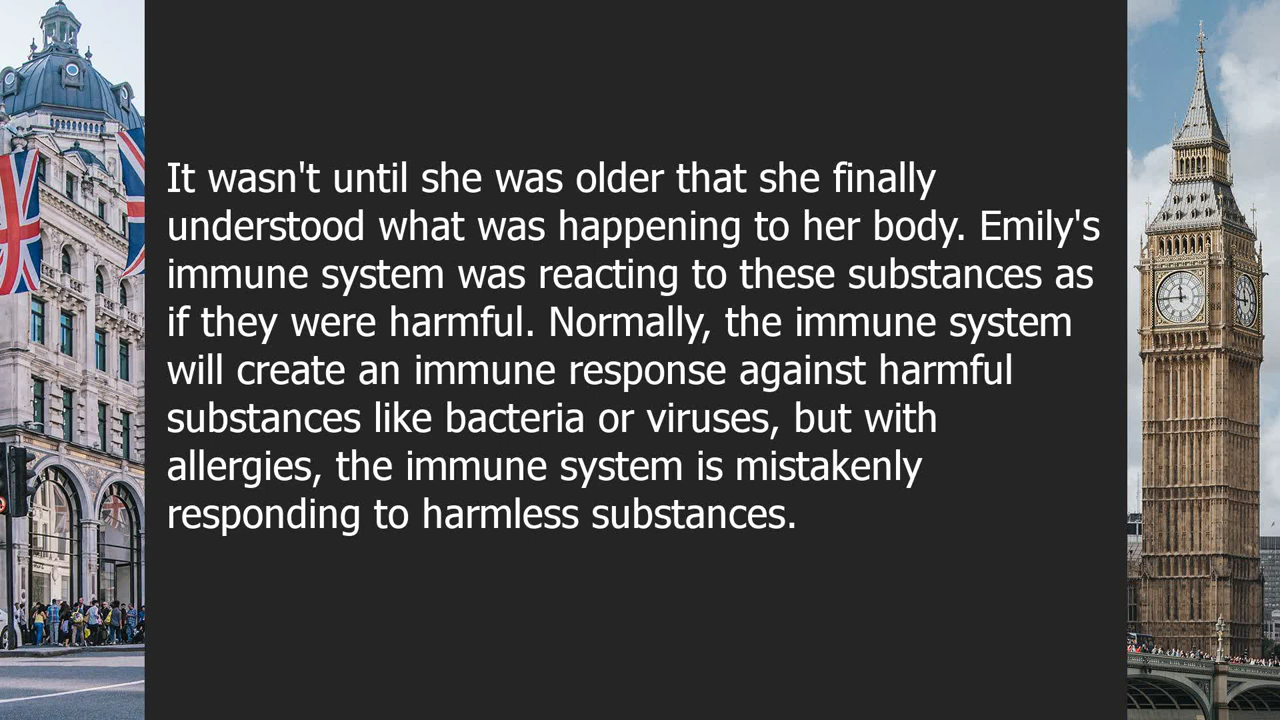 It wasn't until she was older that she finally
understood what was happening to her body. Emily's
immune system was reacting to these substances as
if they were harmful. Normally, the immune system
will create an immune response against harmful
substances like bacteria or viruses, but with
allergies, the immune system is mistakenly
responding to harmless substances.